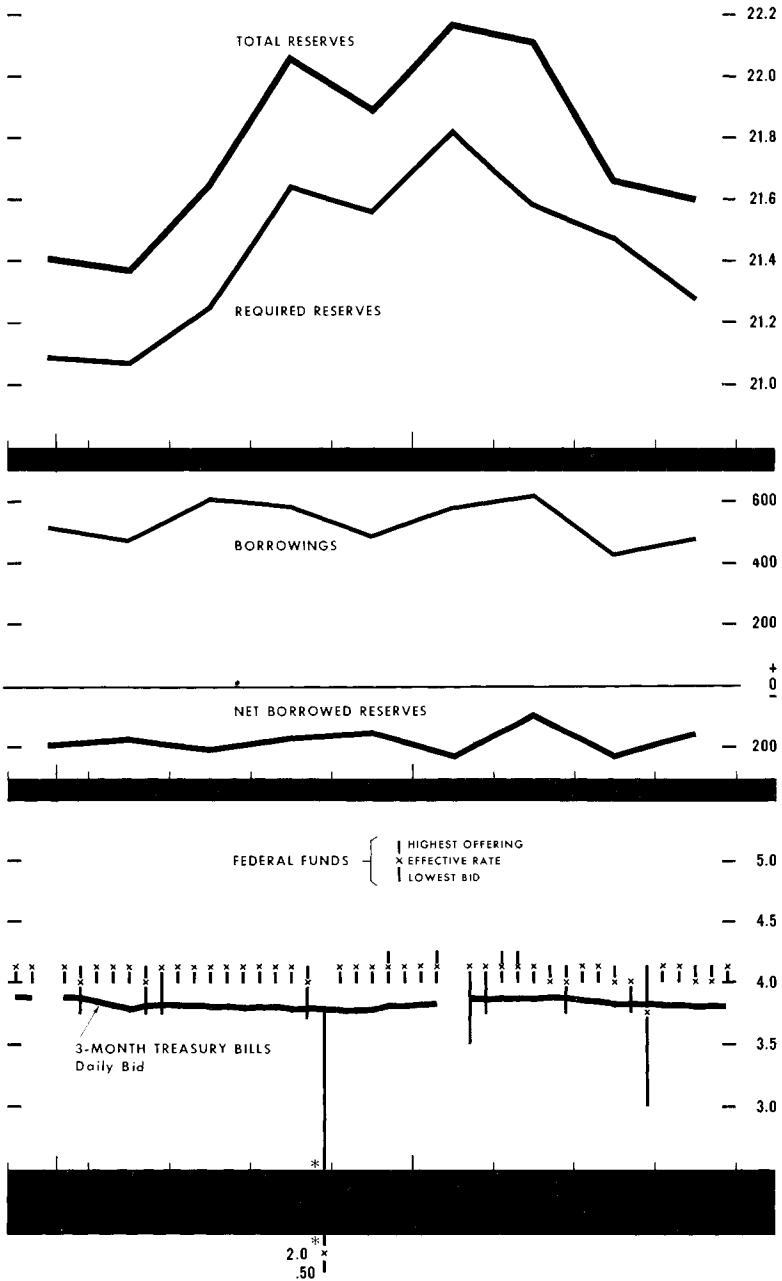 22.2
TOTAL RESERVES
22.0
21.8
21.6
21.4
REQUIRED RESERVES
21.2
21.0
600
BORROWINGS
400
200
+
0
−
NET BORROWED RESERVES
200
FEDERAL FUNDS
HIGHEST OFFERING
x EFFECTIVE RATE
LOWEST BID
5.0
4.5
4.0
3-MONTH TREASURY BILLS
Daily Bid
3.5
3.0
*
*
2.0 x
.50